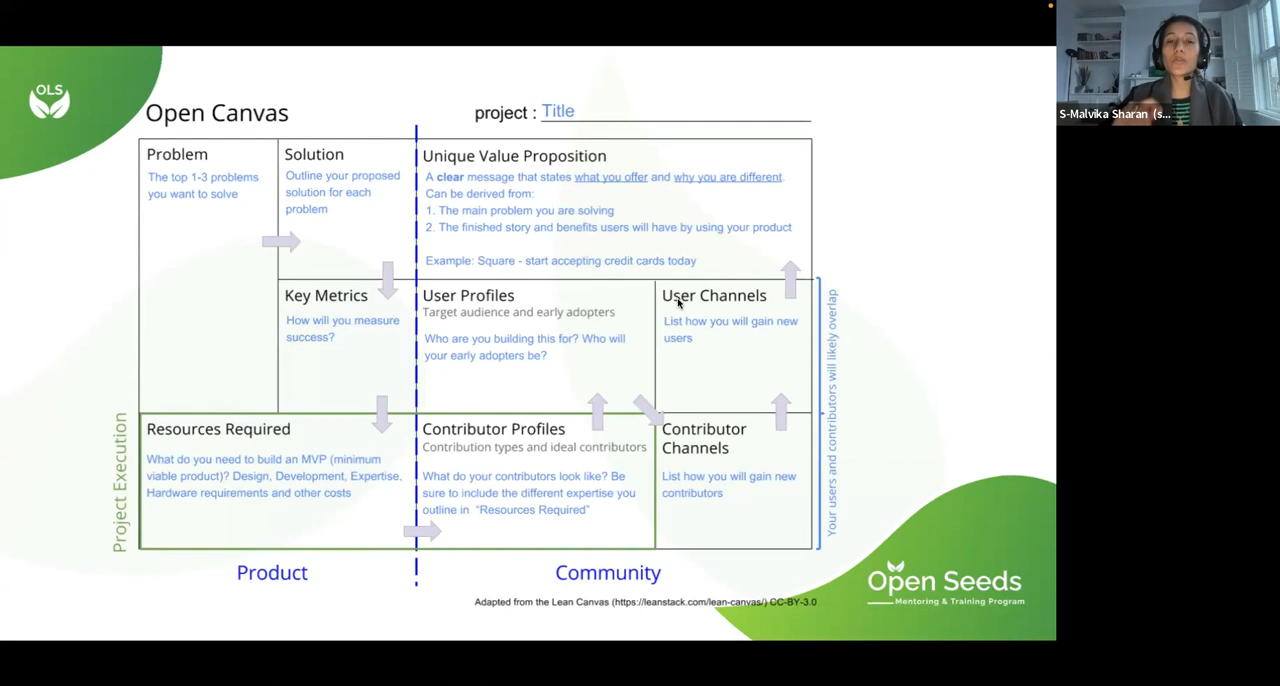 OLS
Open Canvas
project : Title
Problem
The top 1-3 problems
you want to solve
Solution
Outline your proposed
solution for each
problem
Unique Value Proposition
A clear message that states what you offer and why you are different.
Can be derived from:
1. The main problem you are solving
2. The finished story and benefits users will have by using your product
Example: Square - start accepting credit cards today
Key Metrics
How will you measure
success?
User Profiles
Target audience and early adopters
Who are you building this for? Who will
your early adopters be?
User Channels
List how you will gain new
users
Resources Required
What do you need to build an MVP (minimum
viable product)? Design, Development, Expertise,
Hardware requirements and other costs
Contributor Profiles
Contribution types and ideal contributors
What do your contributors look like? Be
sure to include the different expertise you
outline in "Resources Required"
Contributor
Channels
List how you will gain new
contributors
Project Execution
Your users and contributors will likely overlap
Product
Community
Adapted from the Lean Canvas (https://leanstack.com/lean-canvas/) CC-BY-3.0
Open Seeds
Mentoring & Training Program
S-Malvika Sharan (s...